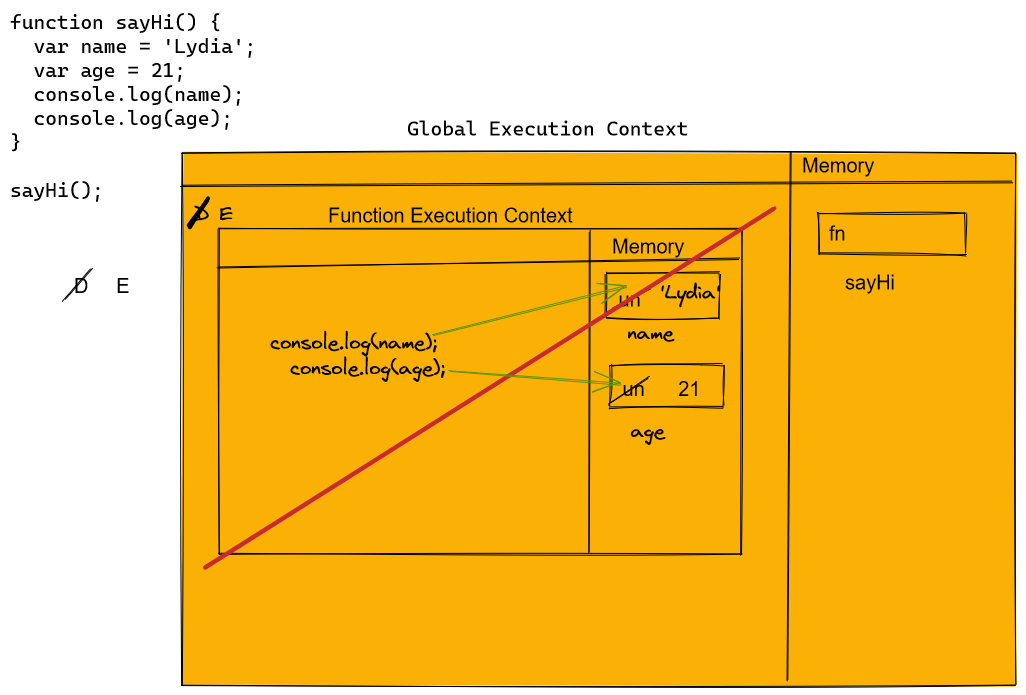 function sayHi() {
  var name = 'Lydia';
  var age = 21;
  console.log(name);
  console.log(age);
}
sayHi();
D E
Global Execution Context
Memory
D E
Function Execution Context
Memory
fn
sayHi
un 'Lydia'
name
console.log(name);
console.log(age);
un 21
age